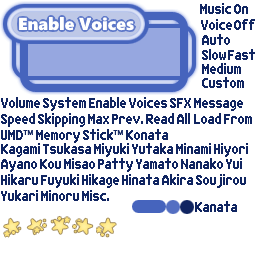 Enable Voices
Music On
Voice Off
Auto
Slow Fast
Medium
Custom
Volume System Enable Voices SFX Message
Speed Skipping Max Prev. Read All Load From
UMD™ Memory Stick™ Konata
Kagami Tsukasa Miyuki Yutaka Minami Hiyori
Ayano Kou Misao Patty Yamato Nanako Yui
Hikaru Fuyuki Hikage Hinata Akira Soujirou
Yukari Minoru Misc.
Kanata